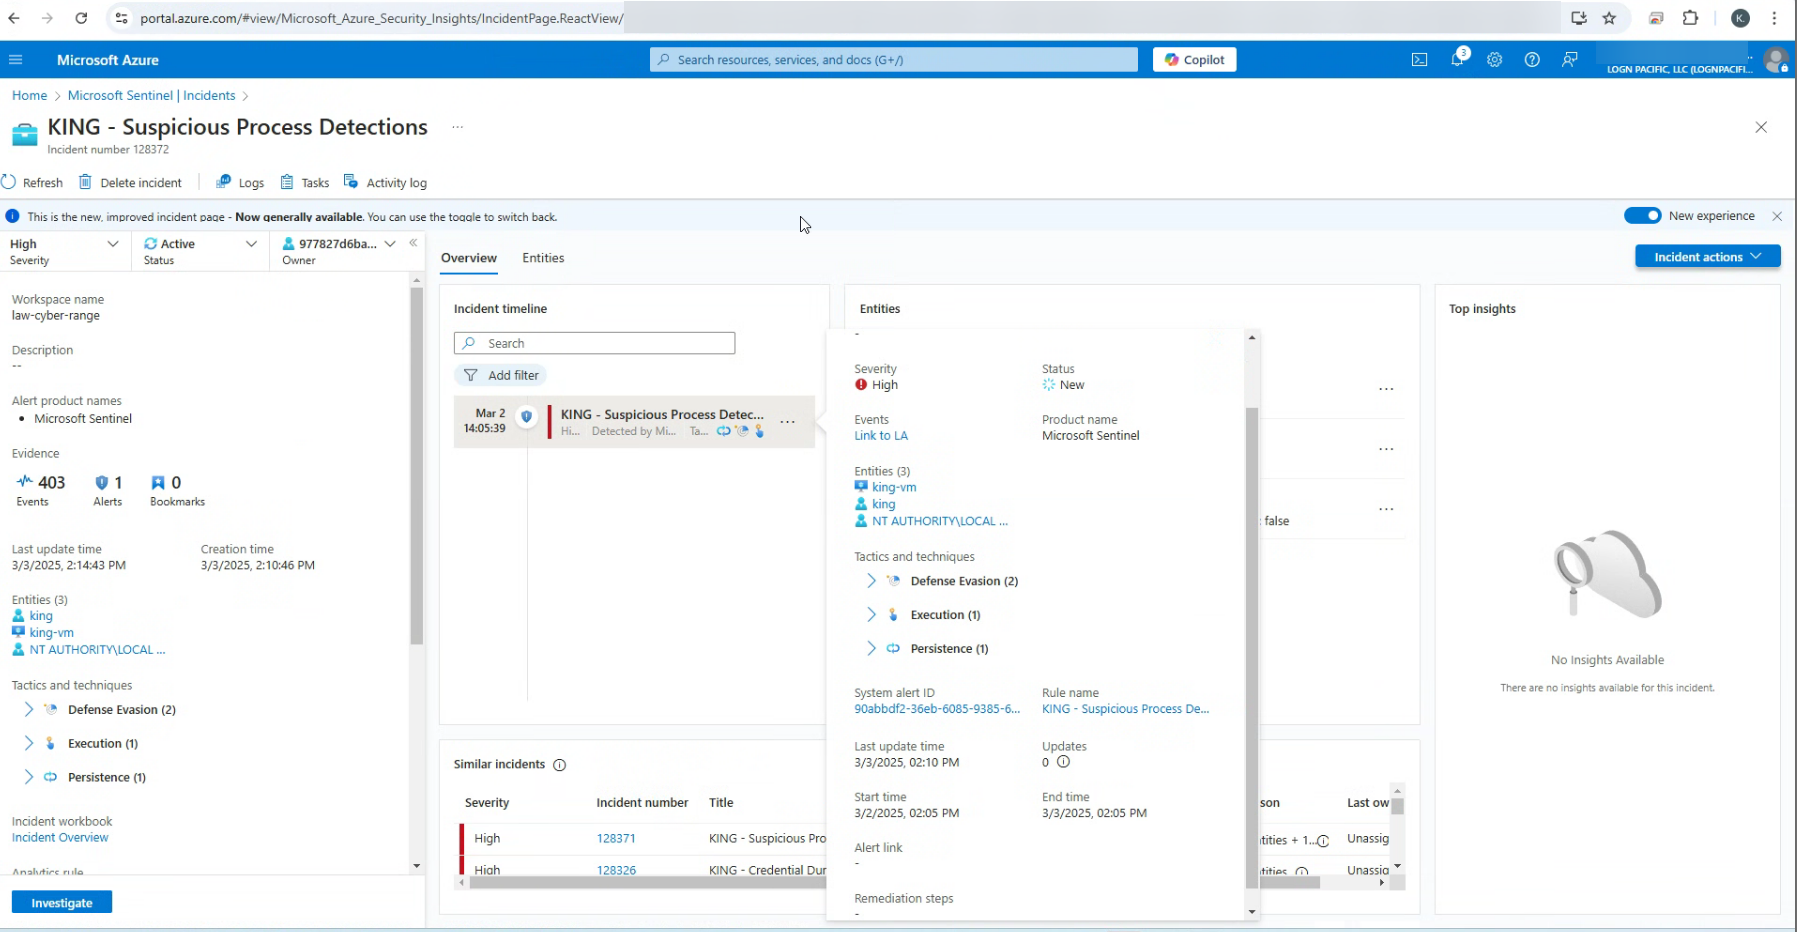 portal.azure.com/#view/Microsoft_Azure_Security_Insights/IncidentPage.ReactView/
K.
Microsoft Azure
Search resources, services, and docs (G+/)
Copilot
3
LOGN PACIFIC, LLC (LOGNPACIFI...
Home > Microsoft Sentinel | Incidents >
KING - Suspicious Process Detections ...
Incident number 128372
Refresh Delete incident Logs Tasks Activity log
This is the new, improved incident page - Now generally available. You can use the toggle to switch back.
New experience
High
Severity
Active
Status
977827d6ba...
Owner
Workspace name
law-cyber-range
Description
--
Alert product names
• Microsoft Sentinel
Evidence
403
Events
1
Alerts
0
Bookmarks
Last update time
3/3/2025, 2:14:43 PM
Creation time
3/3/2025, 2:10:46 PM
Entities (3)
king
king-vm
NT AUTHORITY\LOCAL ...
Tactics and techniques
Defense Evasion (2)
Execution (1)
Persistence (1)
Incident workbook
Incident Overview
Analytics rule
Investigate
Overview Entities
Incident actions
Incident timeline
Search
Add filter
Mar 2
14:05:39
KING - Suspicious Process Detec...
Hi... Detected by Mi... Ta...
...
Entities
-
Severity
High
Status
New
Events
Link to LA
Product name
Microsoft Sentinel
Entities (3)
king-vm
king
NT AUTHORITY\LOCAL ...
Tactics and techniques
Defense Evasion (2)
Execution (1)
Persistence (1)
System alert ID
90abbdf2-36eb-6085-9385-6...
Rule name
KING - Suspicious Process De...
Last update time
3/3/2025, 02:10 PM
Updates
0
Start time
3/2/2025, 02:05 PM
End time
3/3/2025, 02:05 PM
Alert link
-
Remediation steps
-
...
...
: false ...
Top insights
No Insights Available
There are no insights available for this incident.
Similar incidents
Severity Incident number Title son Last ow
High 128371 KING - Suspicious Pro ntities + 1... Unassig
High 128326 KING - Credential Dur ntities Unassig